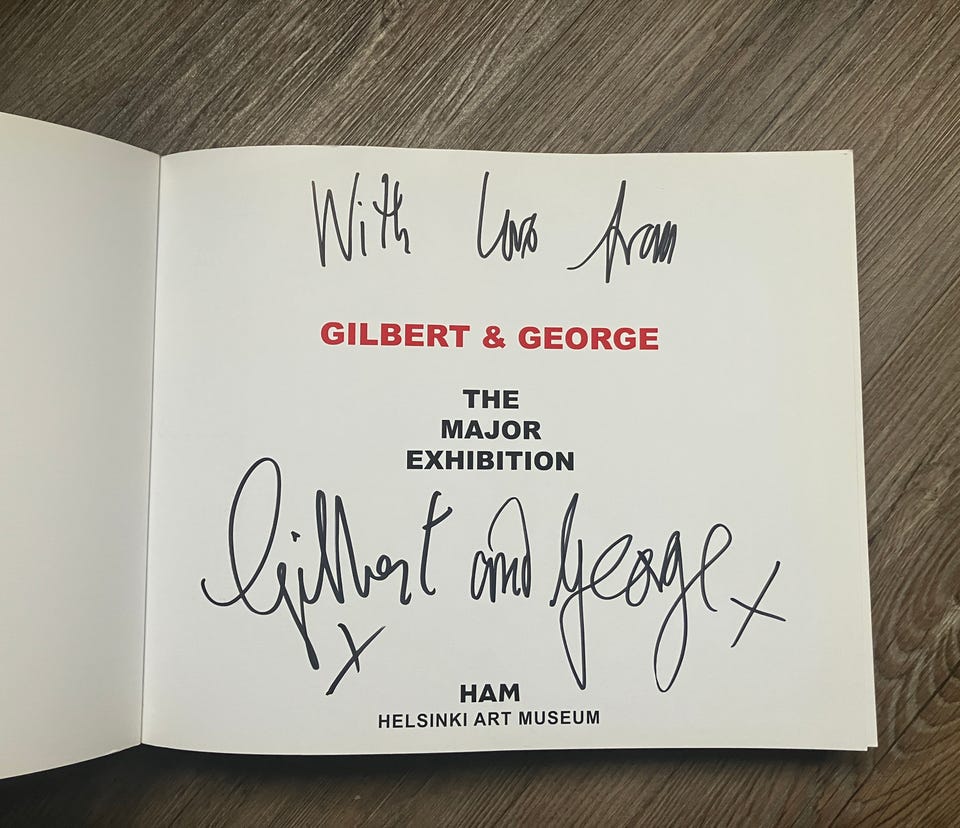 With Love from
GILBERT & GEORGE
THE
MAJOR
EXHIBITION
Gilbert and George x
x
HAM
HELSINKI ART MUSEUM